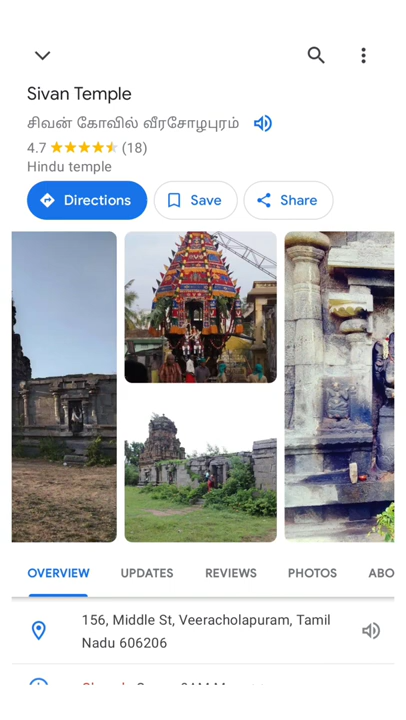 Sivan Temple
சிவன் கோவில் வீரசோழபுரம்
4.7 (18)
Hindu temple
Directions Save Share
OVERVIEW UPDATES REVIEWS PHOTOS ABO
156, Middle St, Veeracholapuram, Tamil
Nadu 606206